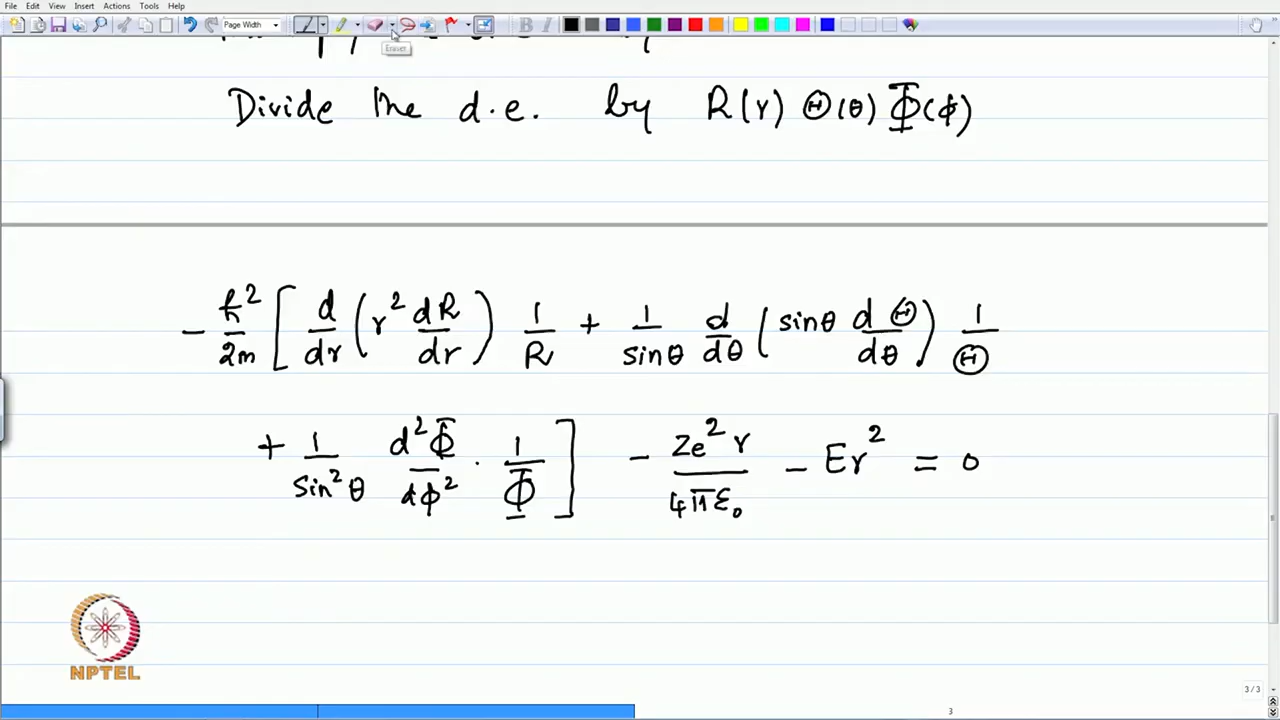 File Edit View Insert Actions Tools Help
Page Width
B I
Eraser
Divide the d.e. by R(r) Θ(θ) Φ(ϕ)
- ℏ²/2m [ d/dr ( r² dR/dr ) 1/R + 1/sinθ d/dθ ( sinθ dΘ/dθ ) 1/Θ
+ 1/sin²θ d²Φ/dϕ² · 1/Φ ] - Ze²r/4πε₀ - Er² = 0
NPTEL
3/3
3